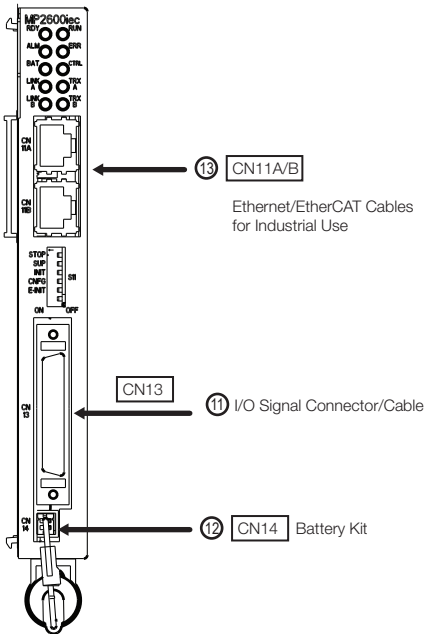 MP2600iec
RDY RUN
ALM ERR
BAT CTRL
LINK A TRX A
LINK B TRX B
CN 11A
⑬ CN11A/B
Ethernet/EtherCAT Cables
for Industrial Use
CN 11B
STOP
SUP
INIT
CNFG
E-INIT
S11
ON OFF
CN13
CN 13
⑪ I/O Signal Connector/Cable
CN 14
⑫ CN14 Battery Kit